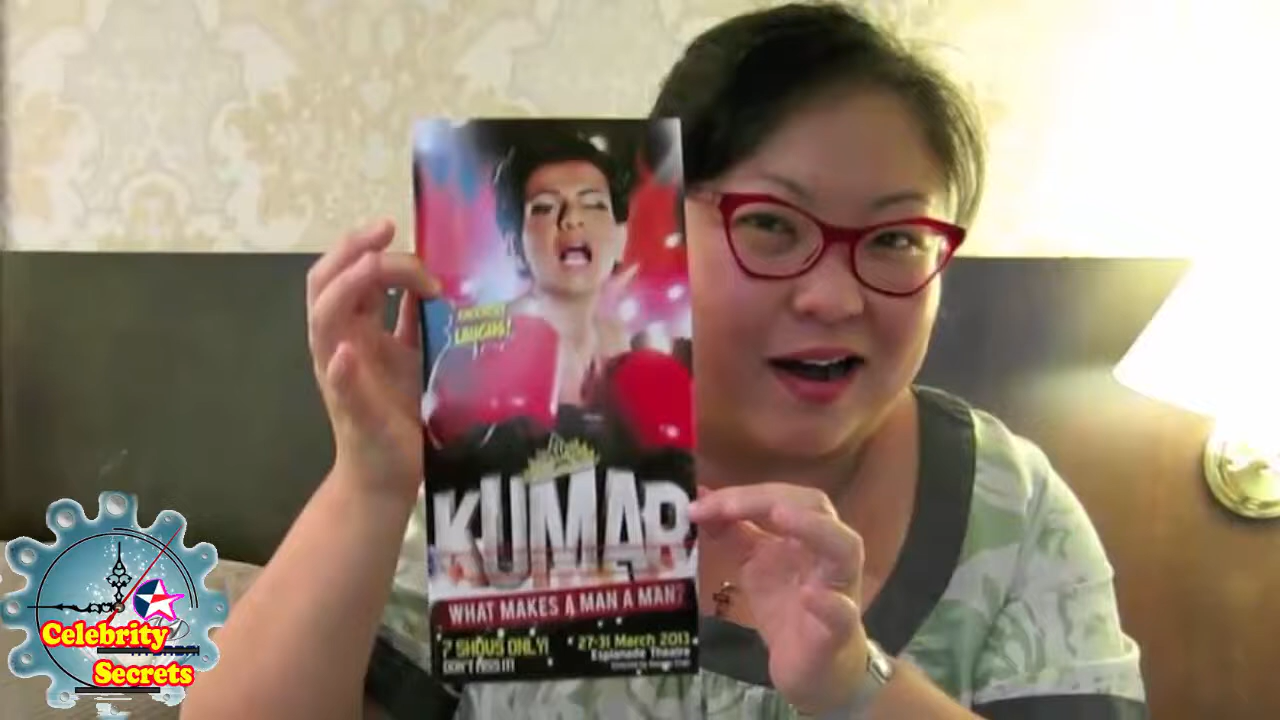 LAUGHS!
KUMAR
WHAT MAKES A MAN A MAN?
7 SHOWS ONLY!
DON'T MISS IT!
27-31 March 2013
Esplanade Theatre
Celebrity
Secrets